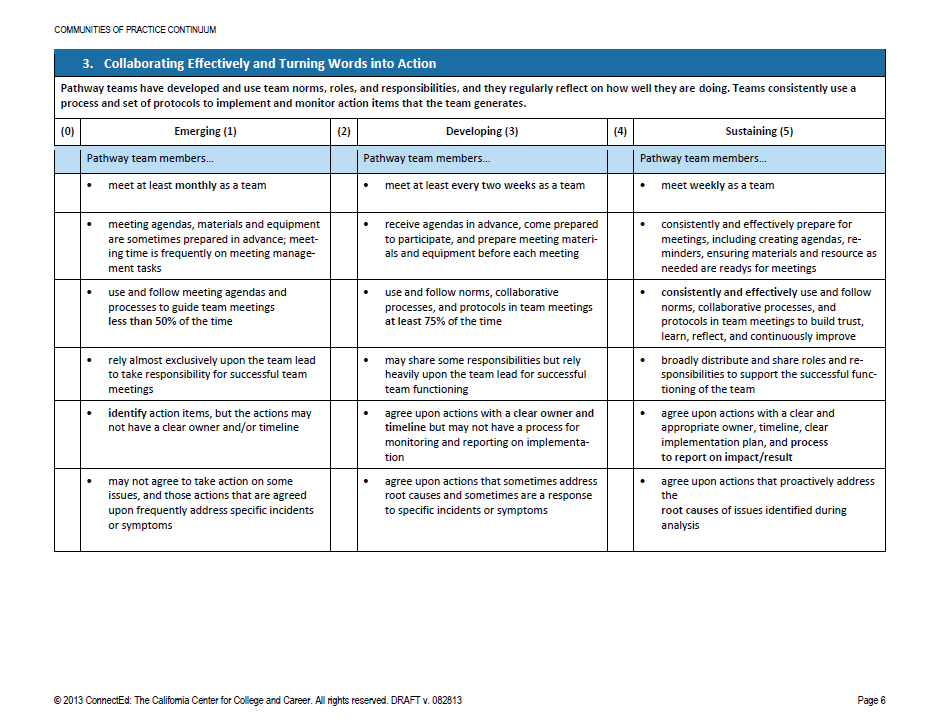 COMMUNITIES OF PRACTICE CONTINUUM
3. Collaborating Effectively and Turning Words into Action
Pathway teams have developed and use team norms, roles, and responsibilities, and they regularly reflect on how well they are doing. Teams consistently use a
process and set of protocols to implement and monitor action items that the team generates.
(0) Emerging (1) (2) Developing (3) (4) Sustaining (5)
Pathway team members... Pathway team members... Pathway team members...
• meet at least monthly as a team
• meet at least every two weeks as a team
• meet weekly as a team
• meeting agendas, materials and equipment
are sometimes prepared in advance; meet-
ing time is frequently on meeting manage-
ment tasks
• receive agendas in advance, come prepared
to participate, and prepare meeting materi-
als and equipment before each meeting
• consistently and effectively prepare for
meetings, including creating agendas, re-
minders, ensuring materials and resource as
needed are readys for meetings
• use and follow meeting agendas and
processes to guide team meetings
less than 50% of the time
• use and follow norms, collaborative
processes, and protocols in team meetings
at least 75% of the time
• consistently and effectively use and follow
norms, collaborative processes, and
protocols in team meetings to build trust,
learn, reflect, and continuously improve
• rely almost exclusively upon the team lead
to take responsibility for successful team
meetings
• may share some responsibilities but rely
heavily upon the team lead for successful
team functioning
• broadly distribute and share roles and re-
sponsibilities to support the successful func-
tioning of the team
• identify action items, but the actions may
not have a clear owner and/or timeline
• agree upon actions with a clear owner and
timeline but may not have a process for
monitoring and reporting on implementa-
tion
• agree upon actions with a clear and
appropriate owner, timeline, clear
implementation plan, and process
to report on impact/result
• may not agree to take action on some
issues, and those actions that are agreed
upon frequently address specific incidents
or symptoms
• agree upon actions that sometimes address
root causes and sometimes are a response
to specific incidents or symptoms
• agree upon actions that proactively address
the
root causes of issues identified during
analysis
© 2013 ConnectEd: The California Center for College and Career. All rights reserved. DRAFT v. 082813 Page 6